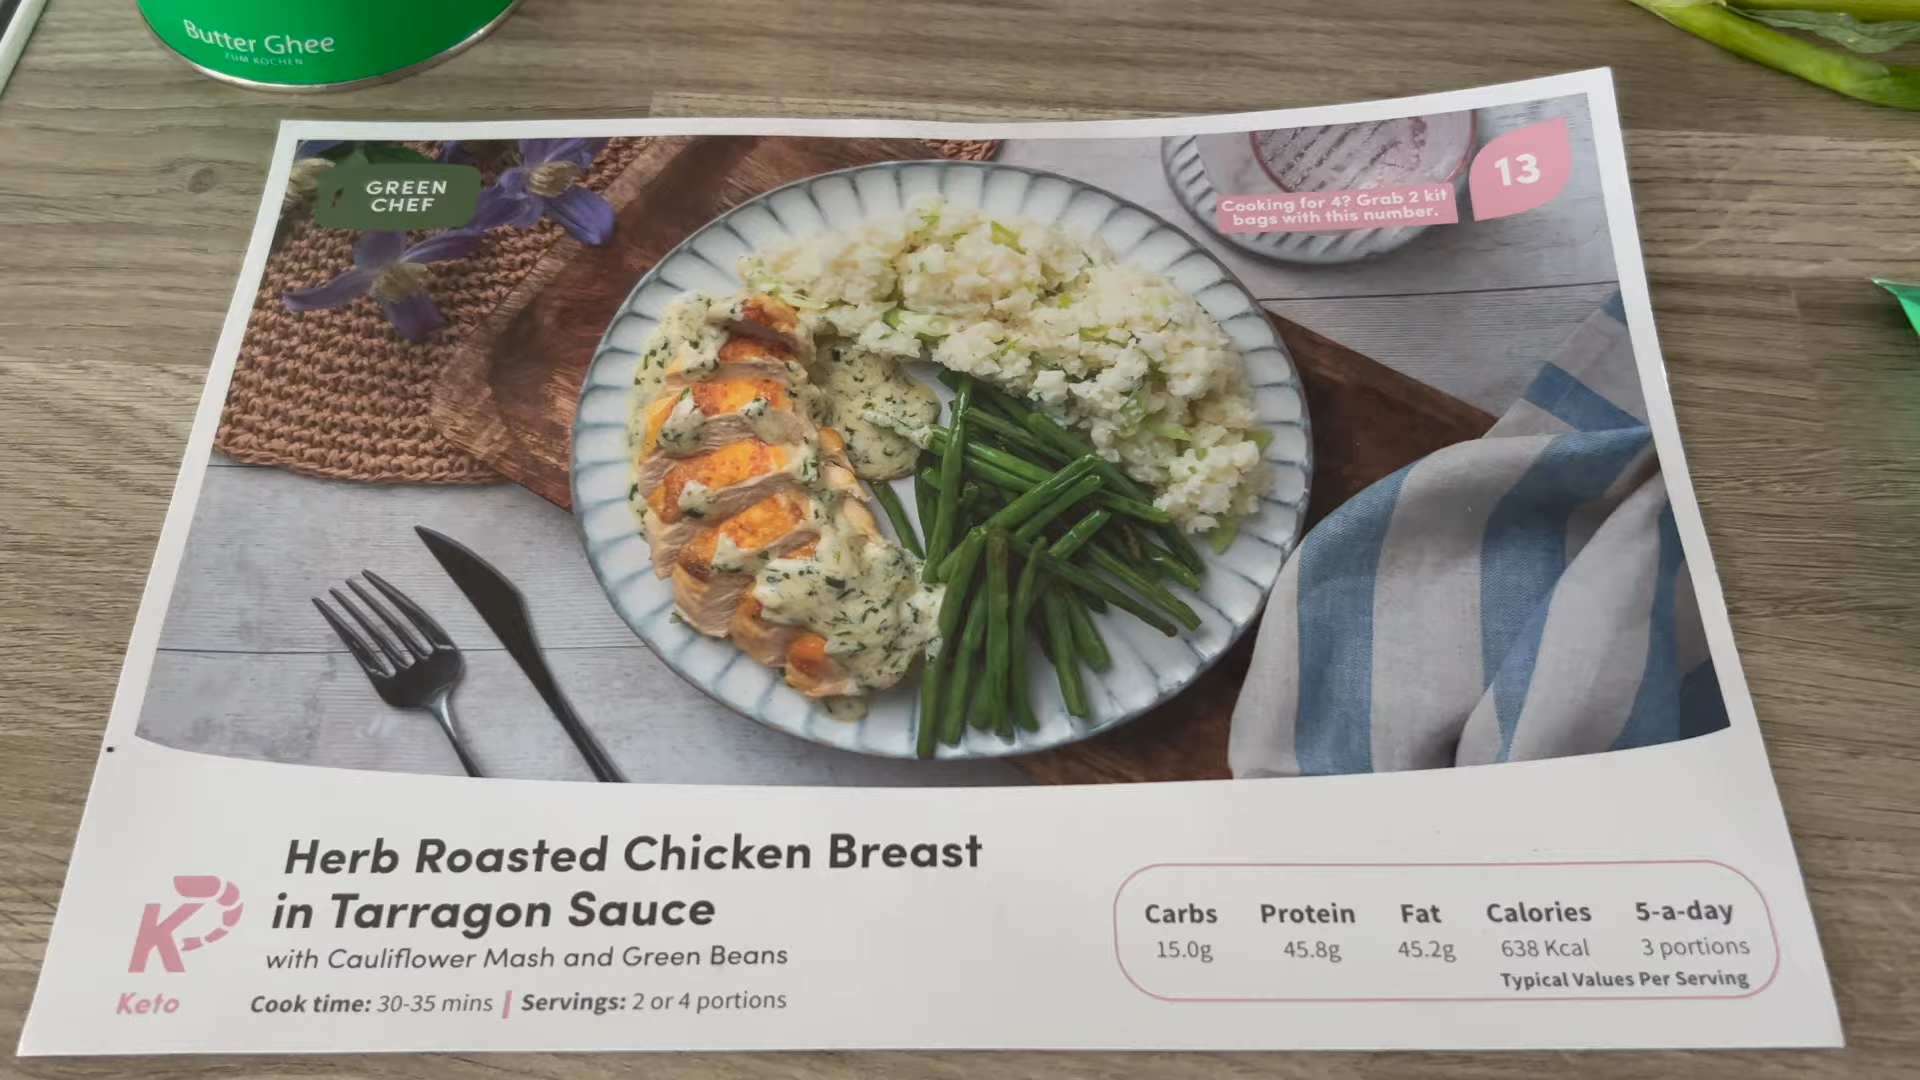 Butter Ghee
ZUM KOCHEN
GREEN
CHEF
13
Cooking for 4? Grab 2 kit
bags with this number.
Herb Roasted Chicken Breast
in Tarragon Sauce
with Cauliflower Mash and Green Beans
Keto
Cook time: 30-35 mins | Servings: 2 or 4 portions
Carbs Protein Fat Calories 5-a-day
15.0g 45.8g 45.2g 638 Kcal 3 portions
Typical Values Per Serving